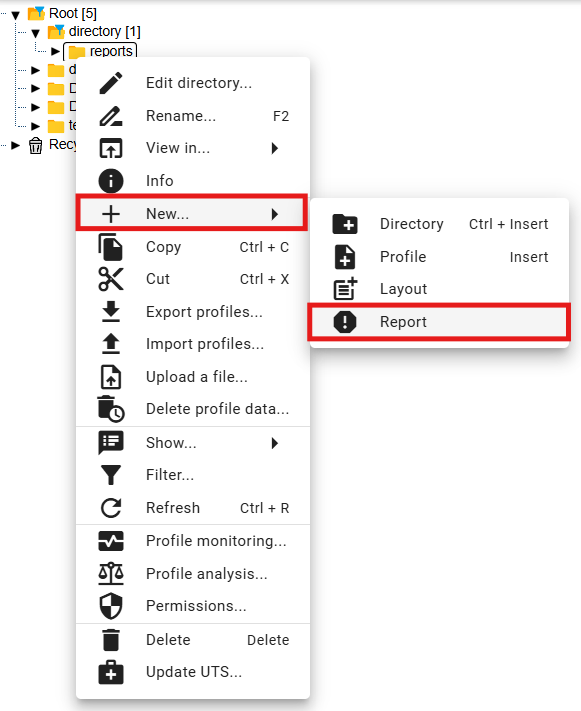 Root [5]
directory [1]
reports
Edit directory...
Rename... F2
View in...
Info
New...
Directory Ctrl + Insert
Profile Insert
Layout
Report
Copy Ctrl + C
Cut Ctrl + X
Export profiles...
Import profiles...
Upload a file...
Delete profile data...
Show...
Filter...
Refresh Ctrl + R
Profile monitoring...
Profile analysis...
Permissions...
Delete Delete
Update UTS...